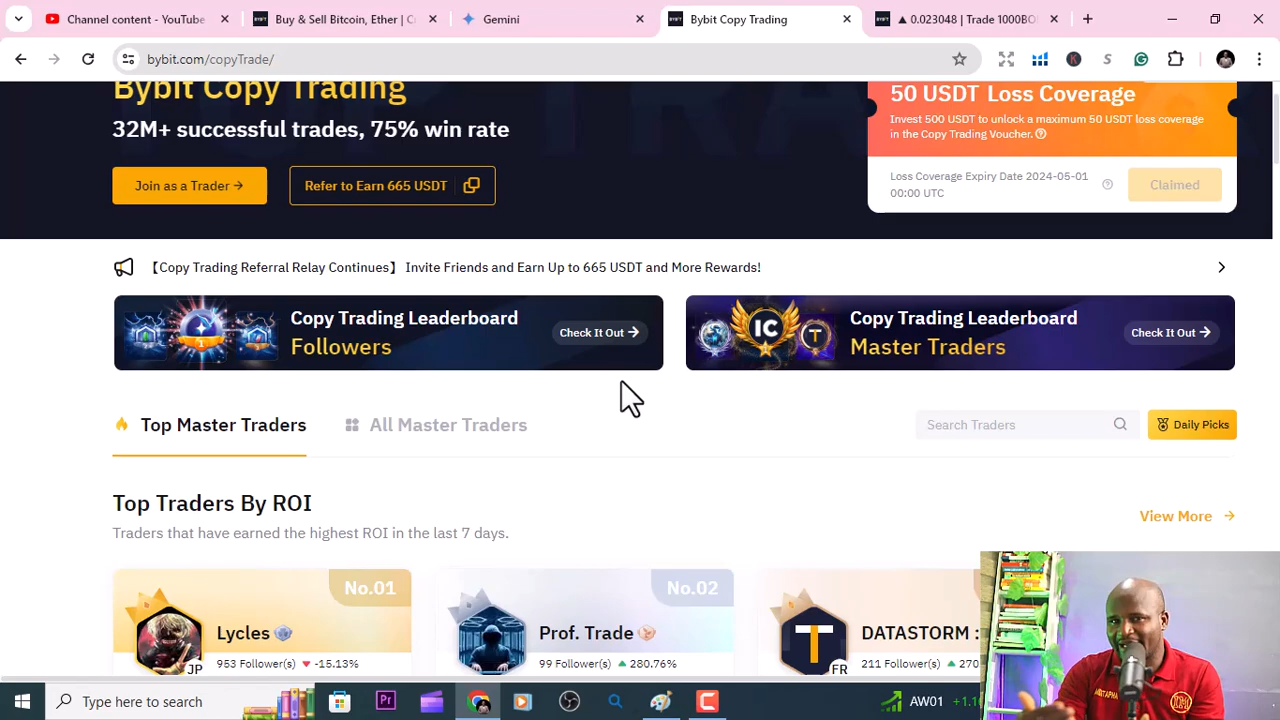 Channel content - YouTube
Buy & Sell Bitcoin, Ether | C
Gemini
Bybit Copy Trading
▲ 0.023048 | Trade 1000BO
bybit.com/copyTrade/
Bybit Copy Trading
32M+ successful trades, 75% win rate
Join as a Trader →
Refer to Earn 665 USDT
50 USDT Loss Coverage
Invest 500 USDT to unlock a maximum 50 USDT loss coverage
in the Copy Trading Voucher.
Loss Coverage Expiry Date 2024-05-01
00:00 UTC
Claimed
【Copy Trading Referral Relay Continues】 Invite Friends and Earn Up to 665 USDT and More Rewards!
Copy Trading Leaderboard
Followers
Check It Out →
IC
T
Copy Trading Leaderboard
Master Traders
Check It Out →
Top Master Traders
All Master Traders
Search Traders
Daily Picks
Top Traders By ROI
Traders that have earned the highest ROI in the last 7 days.
View More →
No.01
Lycles
JP
953 Follower(s) ▼ -15.13%
No.02
Prof. Trade
99 Follower(s) ▲ 280.76%
T
DATASTORM :
FR
211 Follower(s) ▲ 270
MUSTAPHA
Type here to search
Pr
AW01 +1.10